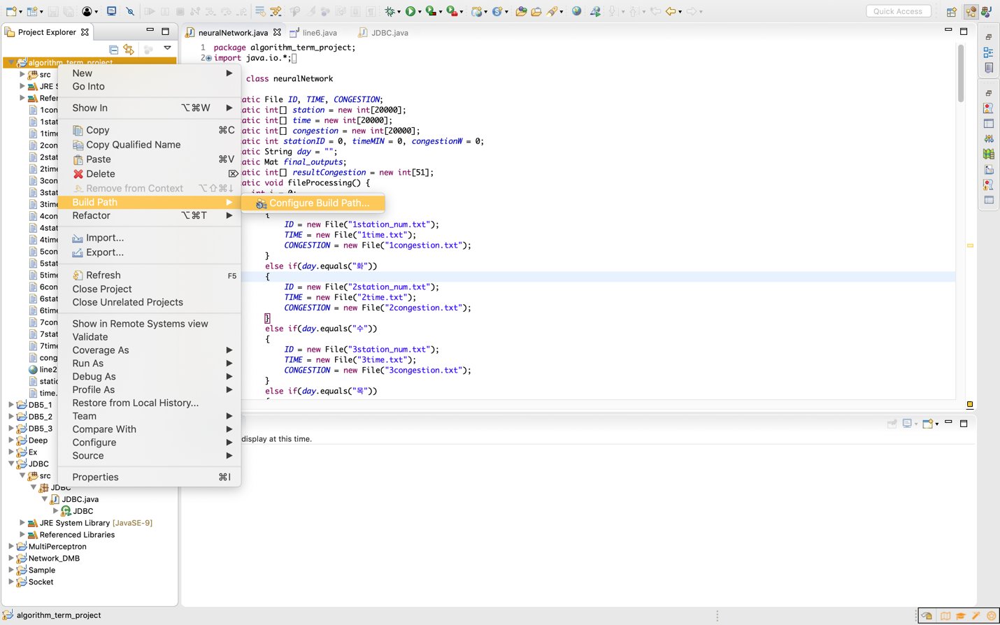 Quick Access
Project Explorer
neuralNetwork.java
line6.java
JDBC.java
algorithm_term_project
src
JRE S
Refer
1con
1stat
1time
2con
2stat
2time
3con
3stat
3time
4con
4stat
4time
5con
5stat
5time
6con
6stat
6time
7con
7stat
7time
cong
line2
static
time.
DB5_1
DB5_2
DB5_3
Deep
Ex
JDBC
src
JDBC
JDBC.java
JDBC
JRE System Library [JavaSE-9]
Referenced Libraries
MultiPerceptron
Network_DMB
Sample
Socket
New
Go Into
Show In ⌥⌘W
Copy ⌘C
Copy Qualified Name
Paste ⌘V
Delete ⌦
Remove from Context ⌥⇧⌘↓
Build Path
Refactor ⌥⌘T
Import...
Export...
Refresh F5
Close Project
Close Unrelated Projects
Show in Remote Systems view
Validate
Coverage As
Run As
Debug As
Profile As
Restore from Local History...
Team
Compare With
Configure
Source
Properties ⌘I
Configure Build Path...
1 package algorithm_term_project;
2 import java.io.*;
class neuralNetwork
atic File ID, TIME, CONGESTION;
atic int[] station = new int[20000];
atic int[] time = new int[20000];
atic int[] congestion = new int[20000];
atic int stationID = 0, timeMIN = 0, congestionW = 0;
atic String day = "";
atic Mat final_outputs;
atic int[] resultCongestion = new int[51];
atic void fileProcessing() {
int i = 0;
{
ID = new File("1station_num.txt");
TIME = new File("1time.txt");
CONGESTION = new File("1congestion.txt");
}
else if(day.equals("화"))
{
ID = new File("2station_num.txt");
TIME = new File("2time.txt");
CONGESTION = new File("2congestion.txt");
}
else if(day.equals("수"))
{
ID = new File("3station_num.txt");
TIME = new File("3time.txt");
CONGESTION = new File("3congestion.txt");
}
else if(day.equals("목"))
display at this time.
algorithm_term_project